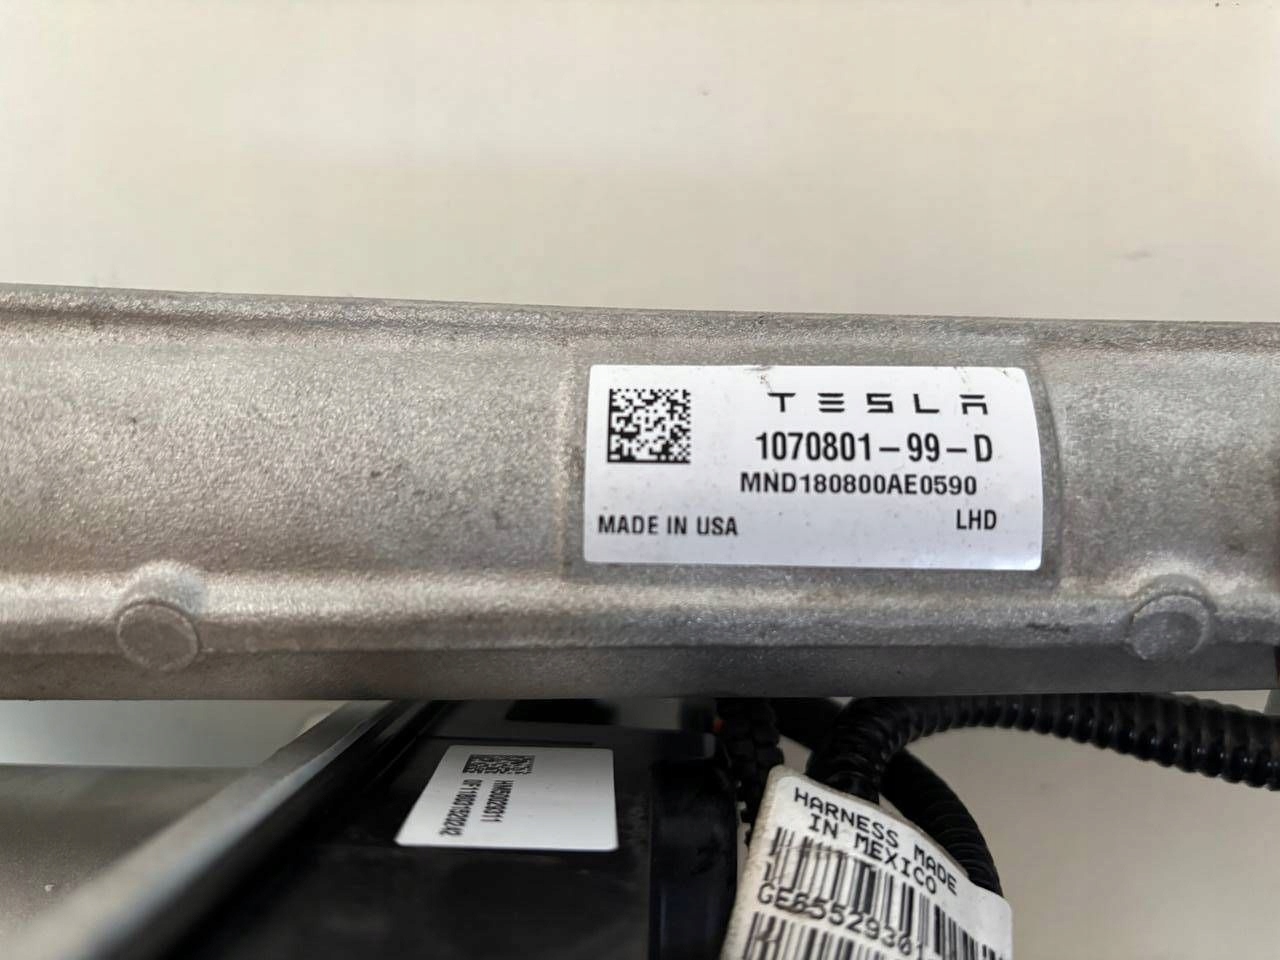 TESLA
1070801-99-D
MND180800AE0590
MADE IN USA
LHD
HARNESS MADE
IN MEXICO